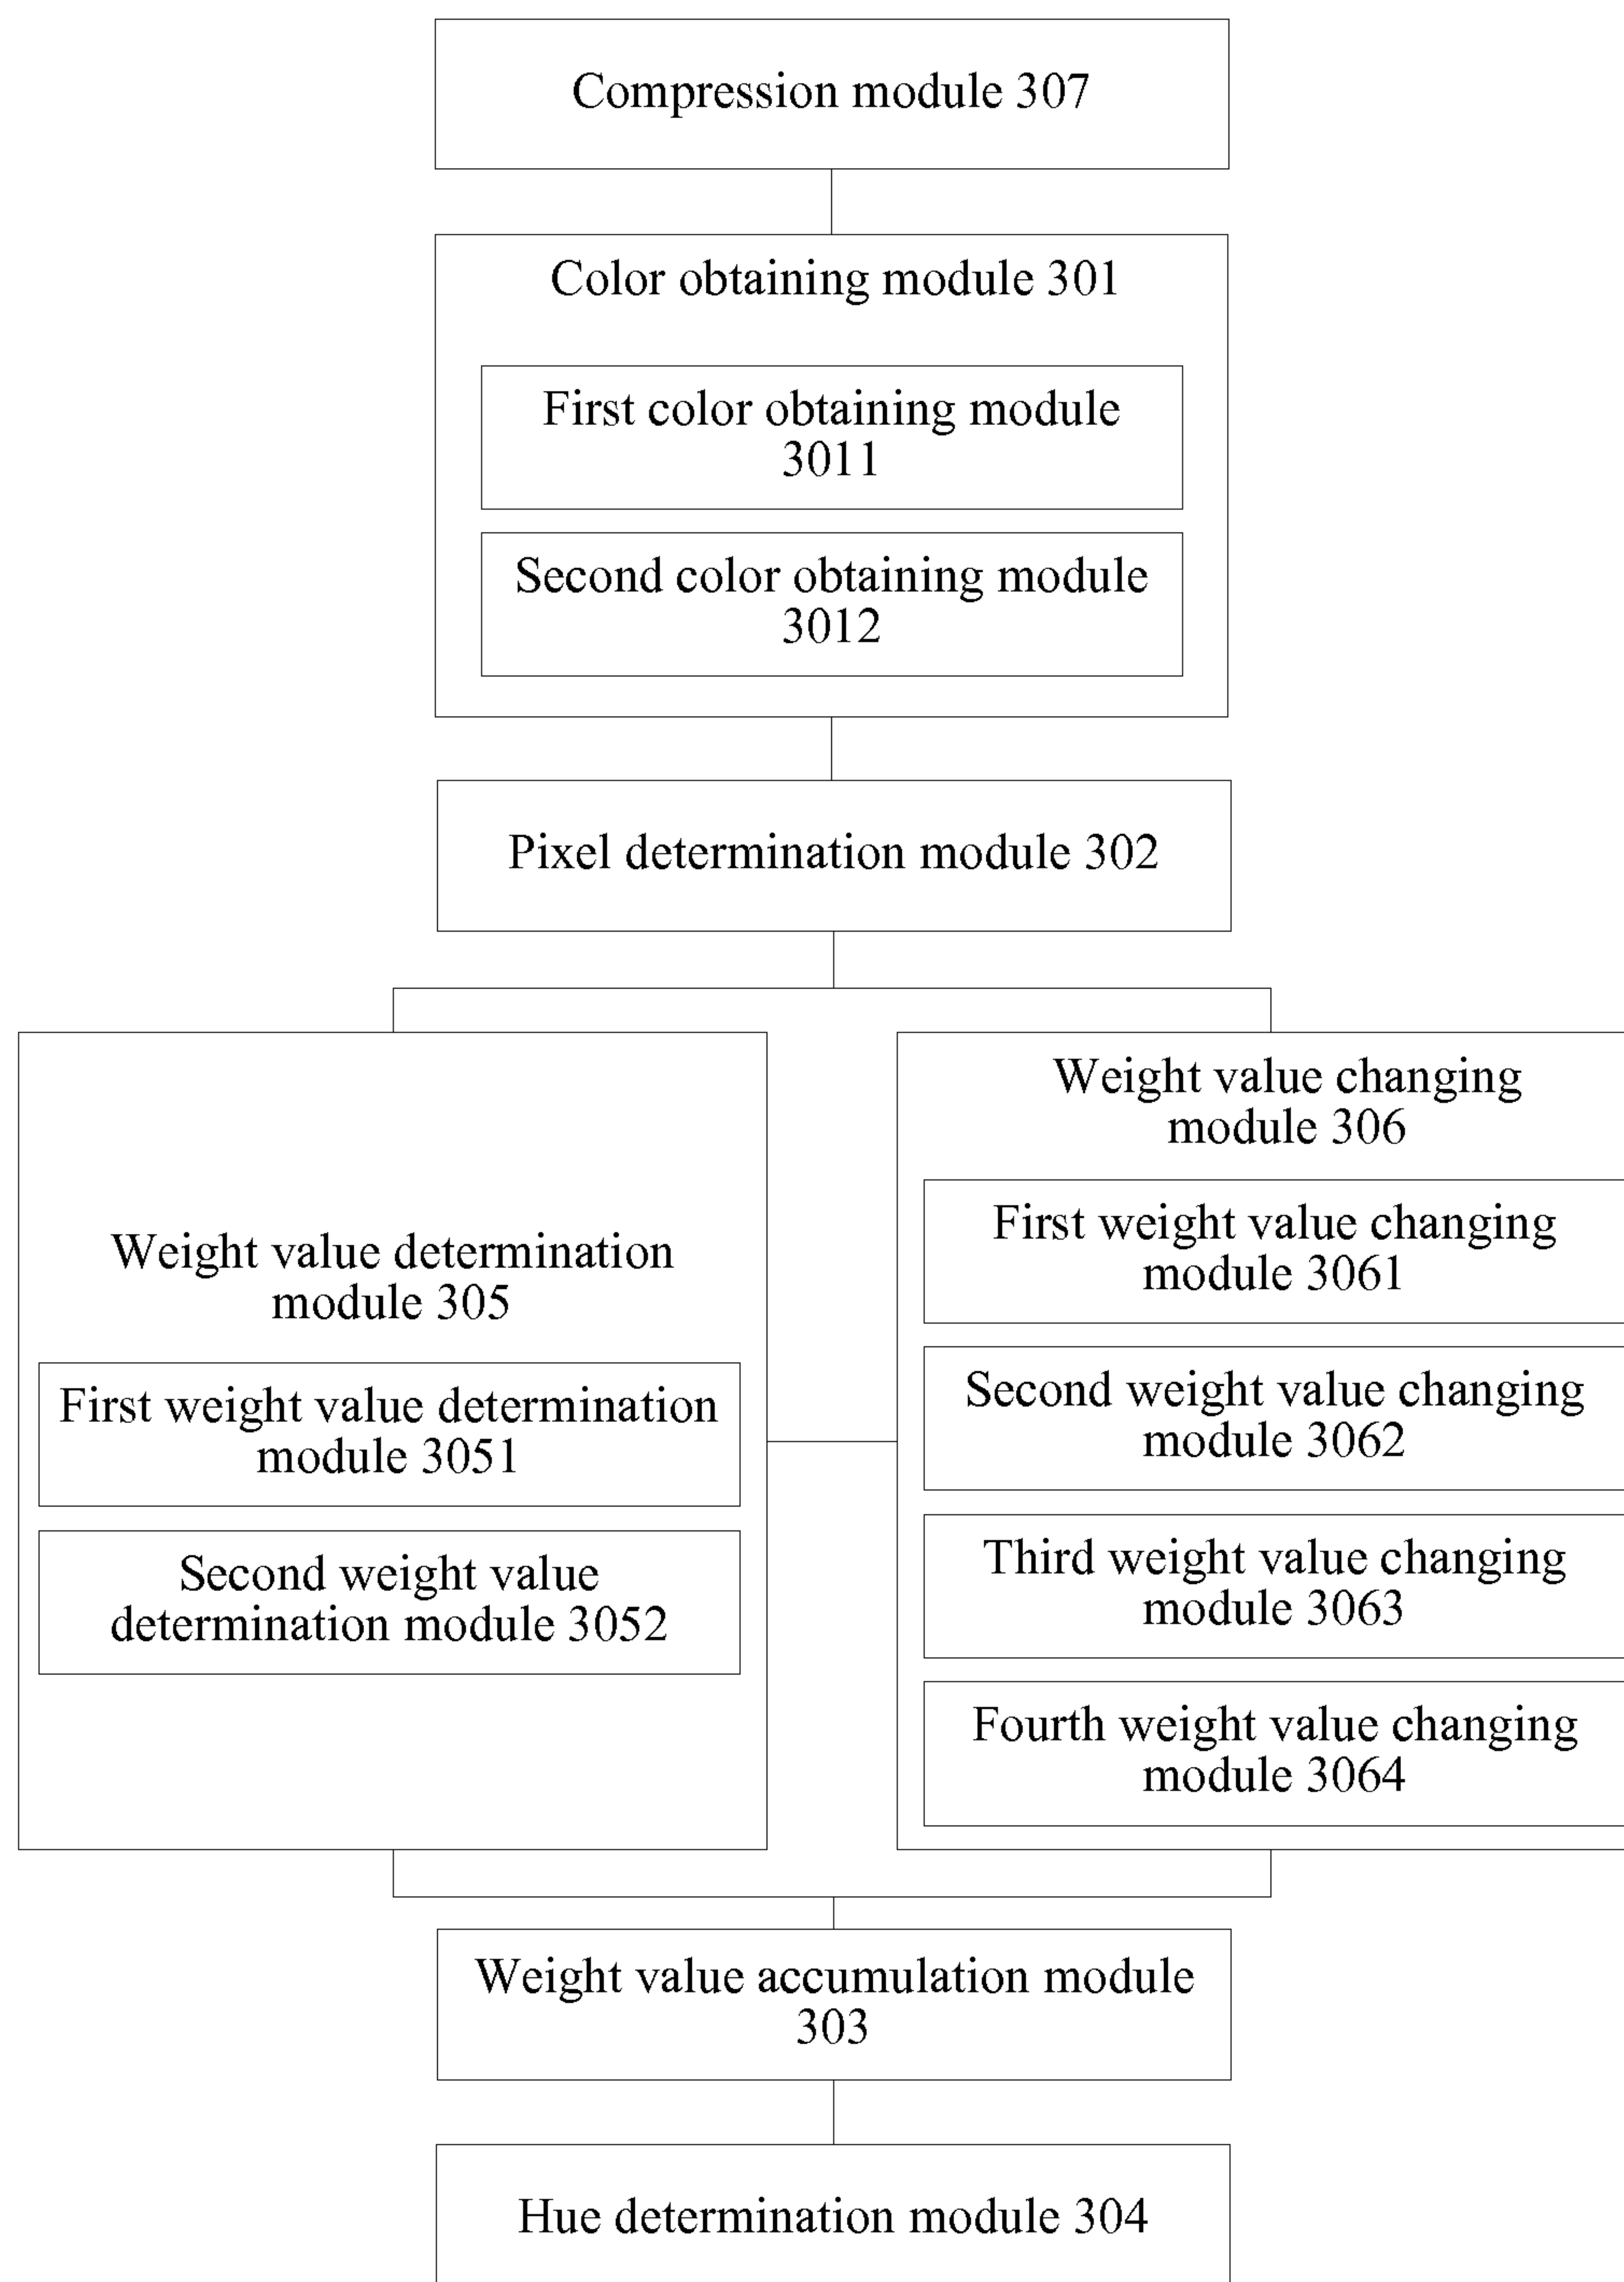 Compression module 307
Color obtaining module 301
First color obtaining module
3011
Second color obtaining module
3012
Pixel determination module 302
Weight value determination
module 305
First weight value determination
module 3051
Second weight value
determination module 3052
Weight value changing
module 306
First weight value changing
module 3061
Second weight value changing
module 3062
Third weight value changing
module 3063
Fourth weight value changing
module 3064
Weight value accumulation module
303
Hue determination module 304